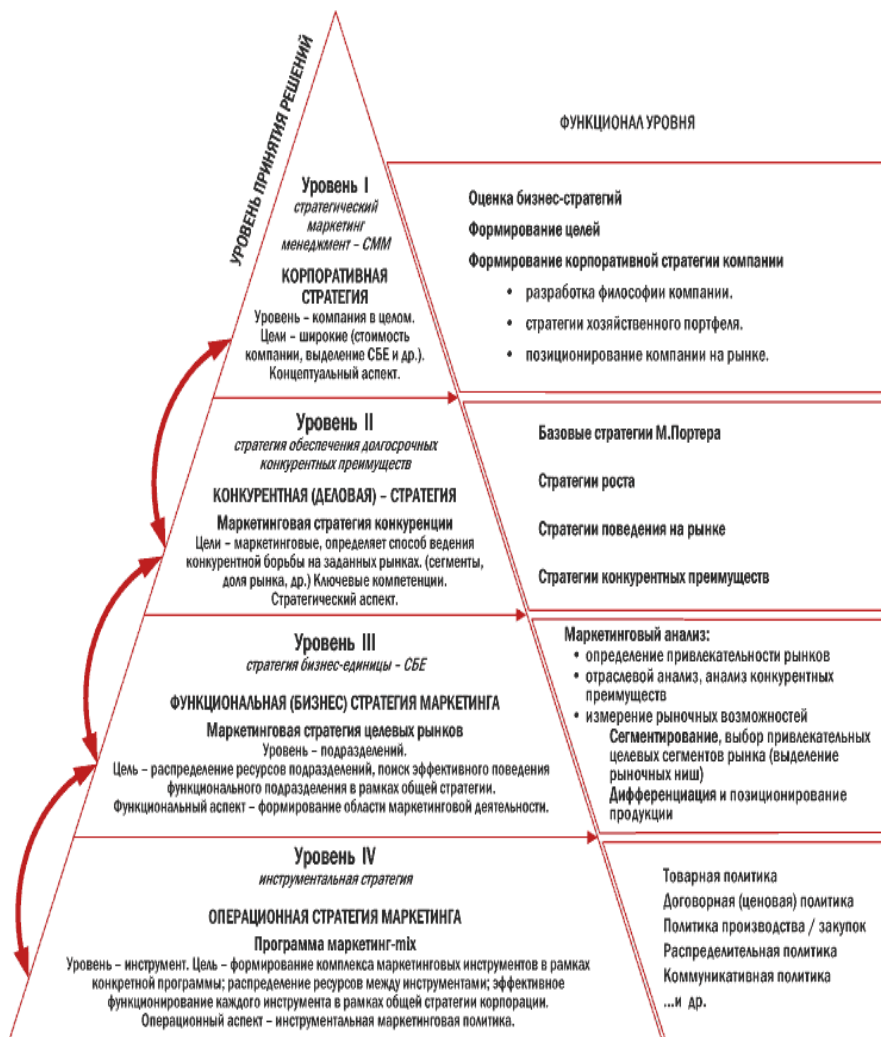 УРОВЕНЬ ПРИНЯТИЯ РЕШЕНИЙ
ФУНКЦИОНАЛ УРОВНЯ
Уровень I
стратегический
маркетинг
менеджмент – СММ
КОРПОРАТИВНАЯ
СТРАТЕГИЯ
Уровень – компания в целом.
Цели – широкие (стоимость
компании, выделение СБЕ и др.).
Концептуальный аспект.
Оценка бизнес-стратегий
Формирование целей
Формирование корпоративной стратегии компании
• разработка философии компании.
• стратегии хозяйственного портфеля.
• позиционирование компании на рынке.
Уровень II
стратегия обеспечения долгосрочных
конкурентных преимуществ
КОНКУРЕНТНАЯ (ДЕЛОВАЯ) – СТРАТЕГИЯ
Маркетинговая стратегия конкуренции
Цели – маркетинговые, определяет способ ведения
конкурентной борьбы на заданных рынках. (сегменты,
доля рынка, др.) Ключевые компетенции.
Стратегический аспект.
Базовые стратегии М.Портера
Стратегии роста
Стратегии поведения на рынке
Стратегии конкурентных преимуществ
Уровень III
стратегия бизнес-единицы – СБЕ
ФУНКЦИОНАЛЬНАЯ (БИЗНЕС) СТРАТЕГИЯ МАРКЕТИНГА
Маркетинговая стратегия целевых рынков
Уровень – подразделений.
Цель – распределение ресурсов подразделений, поиск эффективного поведения
функционального подразделения в рамках общей стратегии.
Функциональный аспект – формирование области маркетинговой деятельности.
Маркетинговый анализ:
• определение привлекательности рынков
• отраслевой анализ, анализ конкурентных
преимуществ
• измерение рыночных возможностей
Сегментирование, выбор привлекательных
целевых сегментов рынка (выделение
рыночных ниш)
Дифференциация и позиционирование
продукции
Уровень IV
инструментальная стратегия
ОПЕРАЦИОННАЯ СТРАТЕГИЯ МАРКЕТИНГА
Программа маркетинг-mix
Уровень – инструмент. Цель – формирование комплекса маркетинговых инструментов в рамках
конкретной программы; распределение ресурсов между инструментами; эффективное
функционирование каждого инструмента в рамках общей стратегии корпорации.
Операционный аспект – инструментальная маркетинговая политика.
Товарная политика
Договорная (ценовая) политика
Политика производства / закупок
Распределительная политика
Коммуникативная политика
...и др.